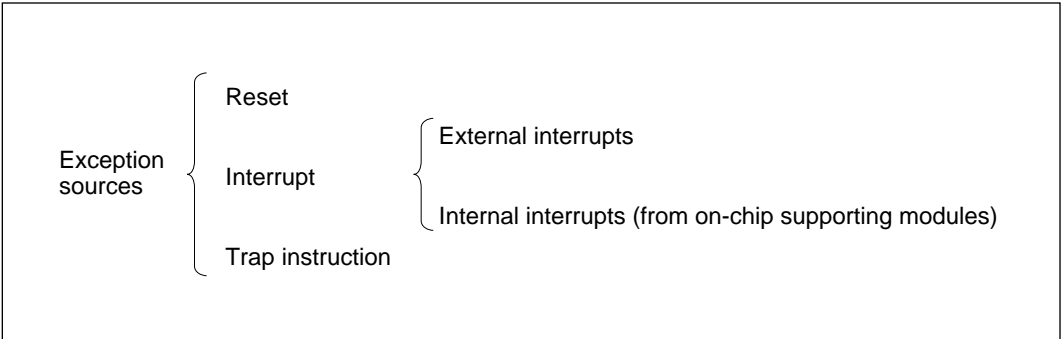 Reset
External interrupts
Exception
sources
Interrupt
Internal interrupts (from on-chip supporting modules)
Trap instruction